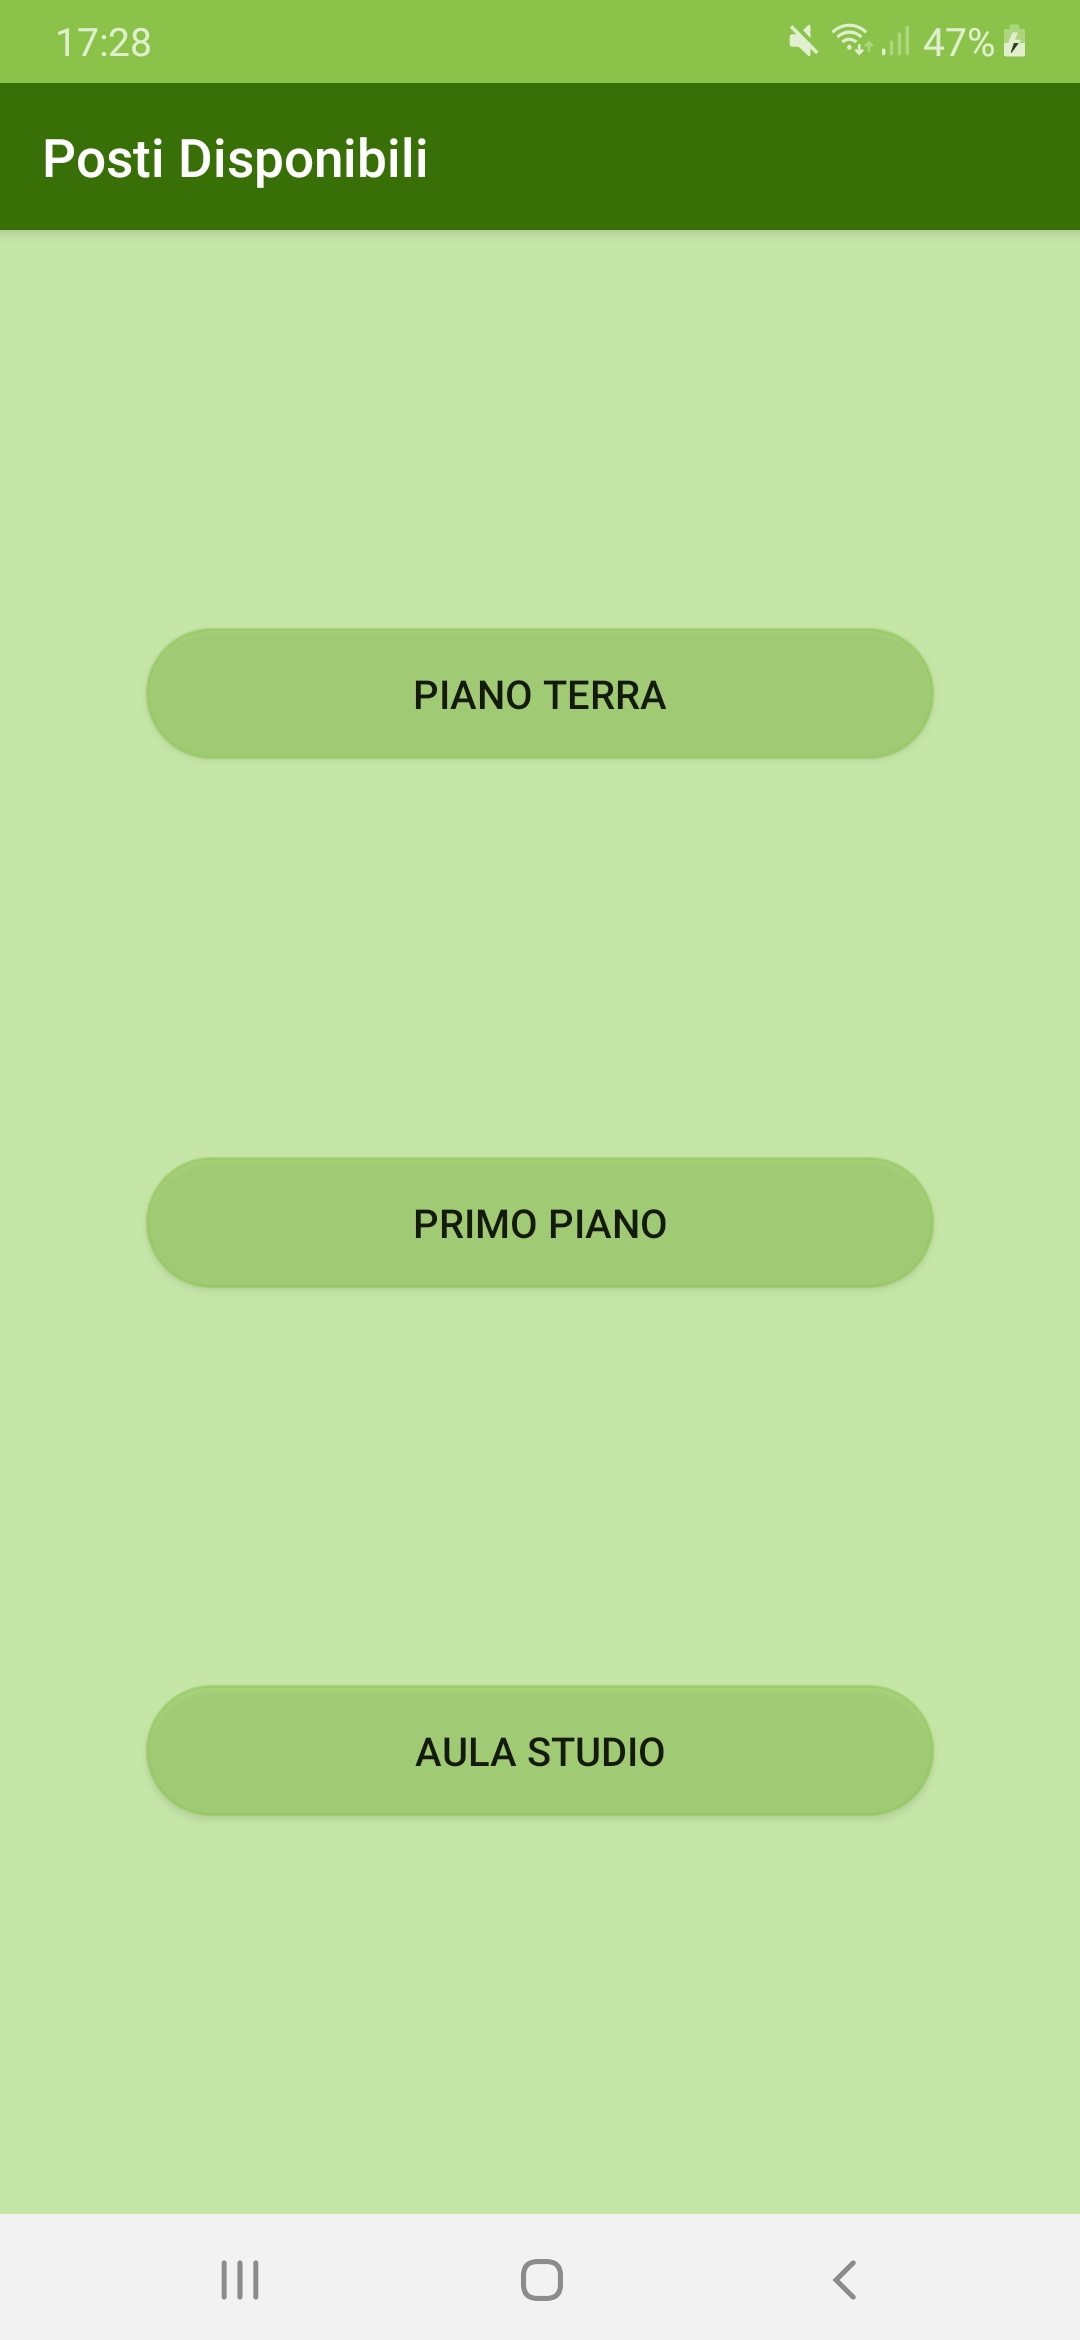 17:28
47%
Posti Disponibili
PIANO TERRA
PRIMO PIANO
AULA STUDIO